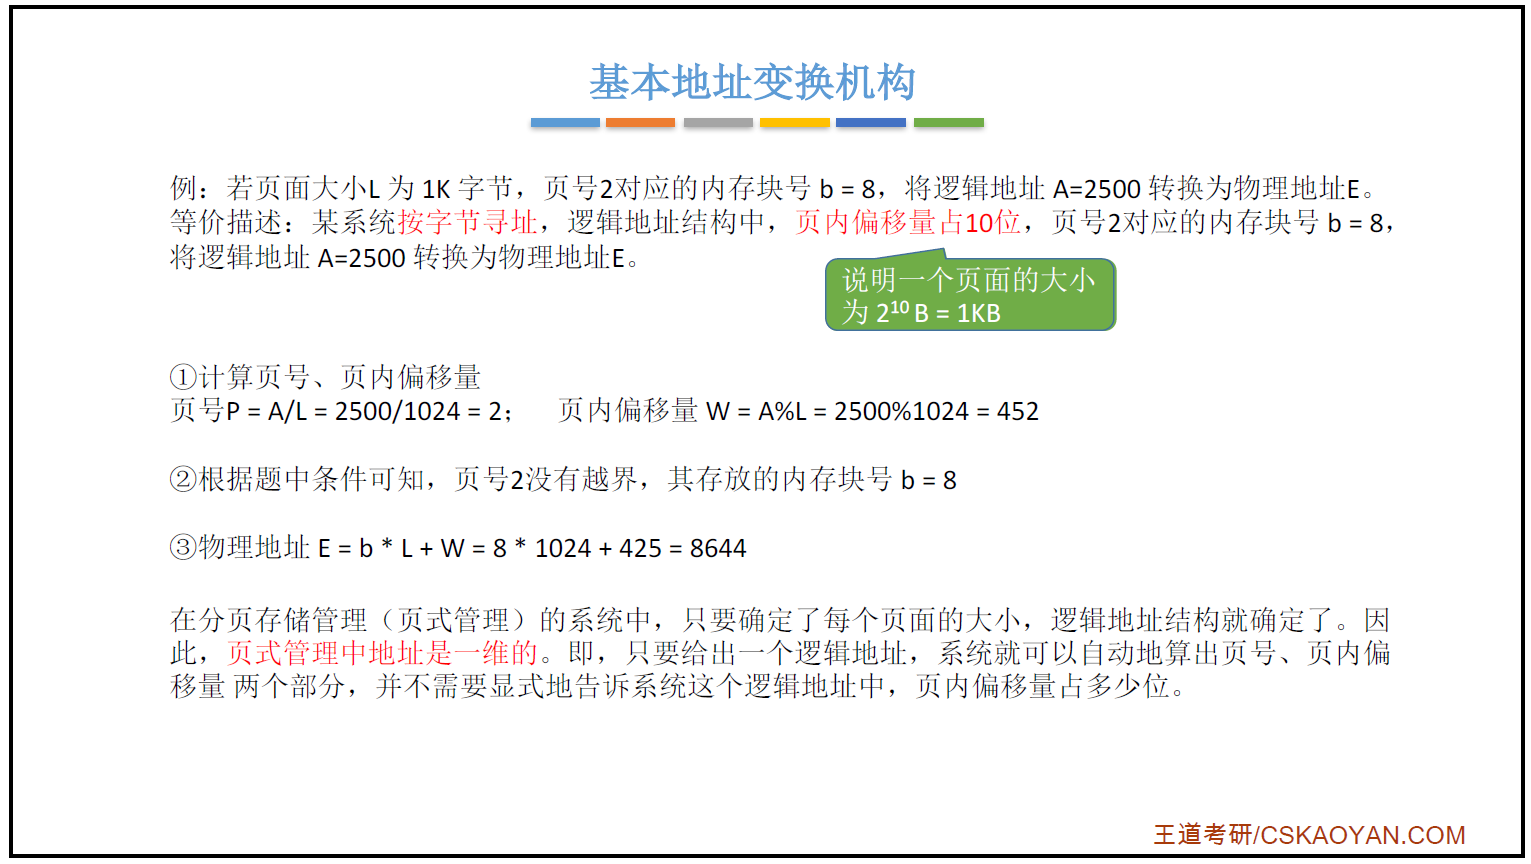 基本地址变换机构
例：若页面大小L 为 1K 字节，页号2对应的内存块号 b = 8，将逻辑地址 A=2500 转换为物理地址E。
等价描述：某系统按字节寻址，逻辑地址结构中，页内偏移量占10位，页号2对应的内存块号 b = 8，
将逻辑地址 A=2500 转换为物理地址E。
说明一个页面的大小
为 2¹⁰ B = 1KB
①计算页号、页内偏移量
页号P = A/L = 2500/1024 = 2； 页内偏移量 W = A%L = 2500%1024 = 452
②根据题中条件可知，页号2没有越界，其存放的内存块号 b = 8
③物理地址 E = b * L + W = 8 * 1024 + 425 = 8644
在分页存储管理（页式管理）的系统中，只要确定了每个页面的大小，逻辑地址结构就确定了。因
此，页式管理中地址是一维的。即，只要给出一个逻辑地址，系统就可以自动地算出页号、页内偏
移量 两个部分，并不需要显式地告诉系统这个逻辑地址中，页内偏移量占多少位。
王道考研/CSKAOYAN.COM